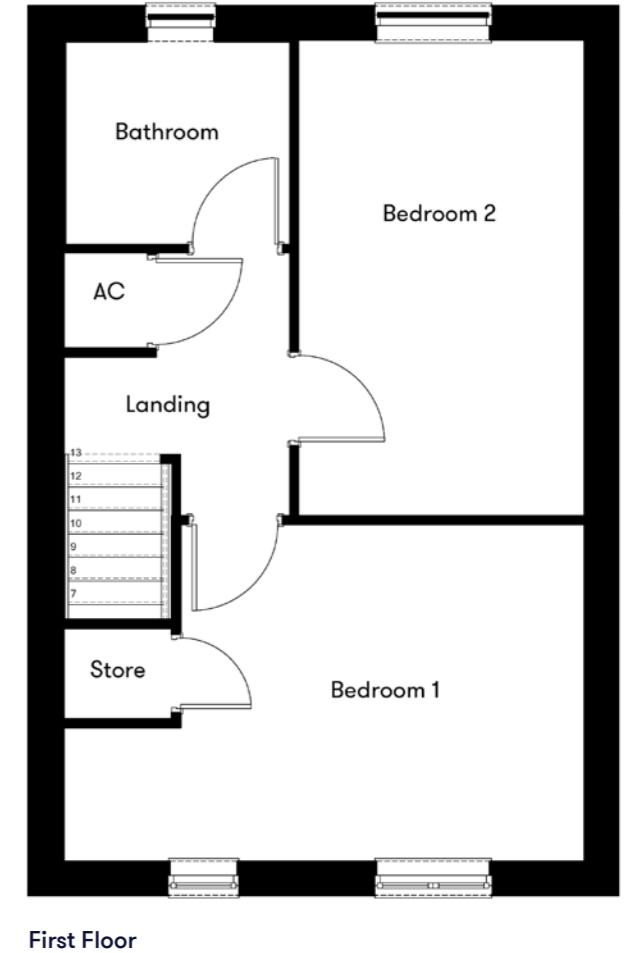 Bathroom
Bedroom 2
AC
Landing
13
12
11
10
9
8
7
Store
Bedroom 1
First Floor